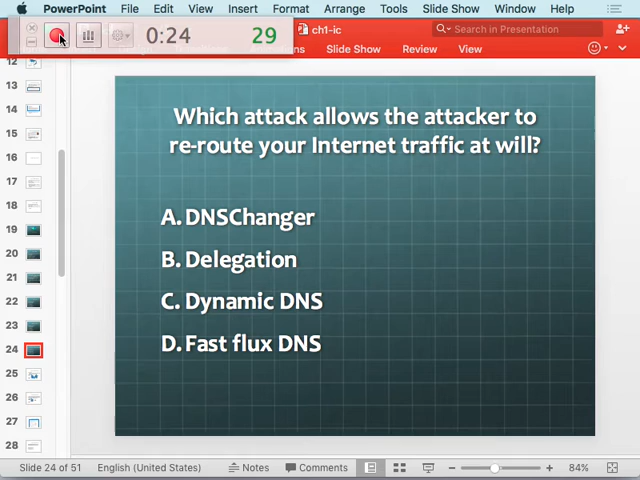 PowerPoint File Edit View Insert Format Arrange Tools Slide Show Window Help
0:24 29
ch1-ic
Search in Presentation
Slide Show Review View
12
13
14
15
16
17
18
19
20
21
22
23
24
25
26
27
28
Which attack allows the attacker to
re-route your Internet traffic at will?
A. DNSChanger
B. Delegation
C. Dynamic DNS
D. Fast flux DNS
Slide 24 of 51 English (United States) Notes Comments 84%